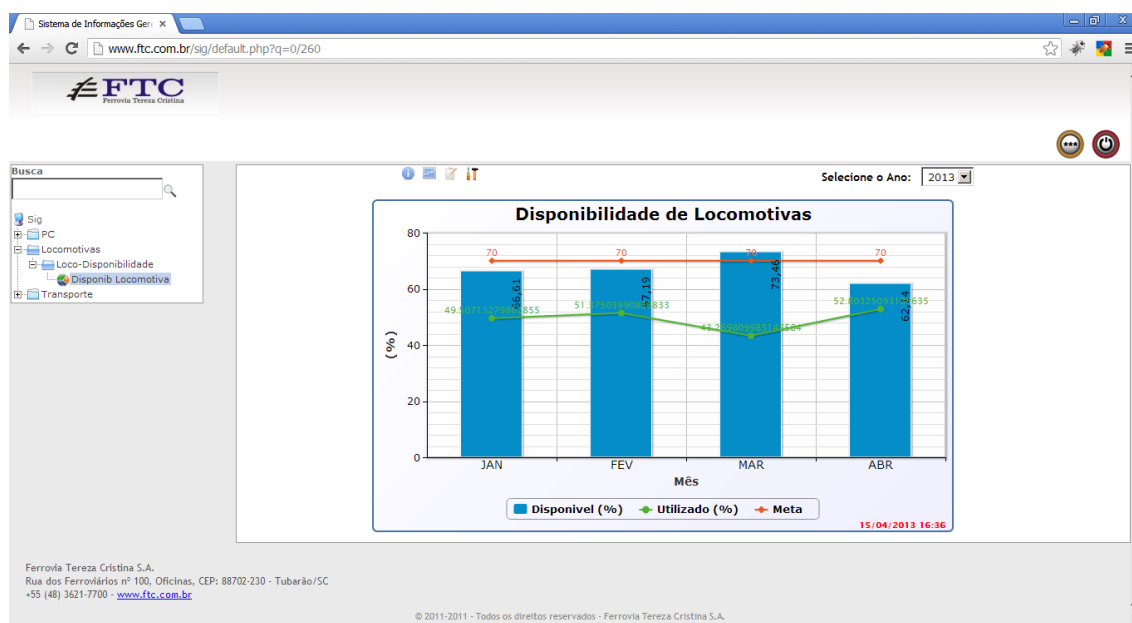 Sistema de Informações Ger
www.ftc.com.br/sig/default.php?q=0/260
FTC
Ferrovia Tereza Cristina
Busca
Sig
PC
Locomotivas
Loco-Disponibilidade
Disponib Locomotiva
Transporte
Selecione o Ano: 2013
Disponibilidade de Locomotivas
(%)
80
60
40
20
0
70 70 70 70
66,61 67,19 73,46 62,14
JAN FEV MAR ABR
Mês
Disponivel (%) Utilizado (%) Meta
15/04/2013 16:36
Ferrovia Tereza Cristina S.A.
Rua dos Ferroviários nº 100, Oficinas, CEP: 88702-230 - Tubarão/SC
+55 (48) 3621-7700 - www.ftc.com.br
© 2011-2011 - Todos os direitos reservados - Ferrovia Tereza Cristina S.A.